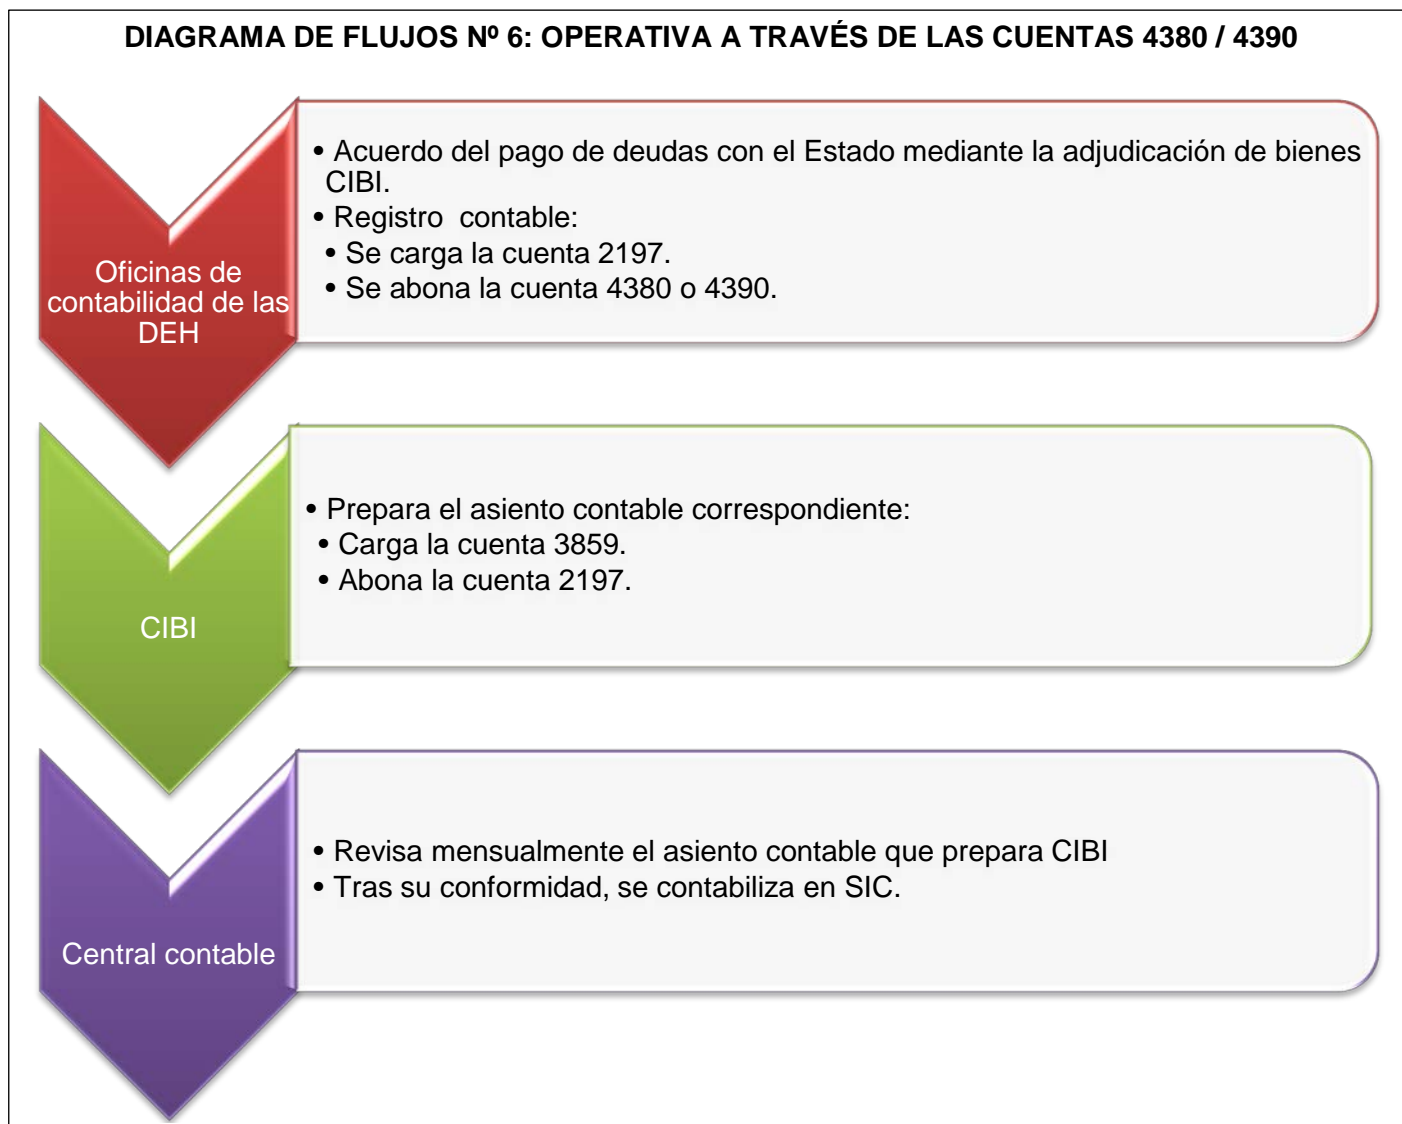 DIAGRAMA DE FLUJOS Nº 6: OPERATIVA A TRAVÉS DE LAS CUENTAS 4380 / 4390
Oficinas de
contabilidad de las
DEH
• Acuerdo del pago de deudas con el Estado mediante la adjudicación de bienes
CIBI.
• Registro contable:
• Se carga la cuenta 2197.
• Se abona la cuenta 4380 o 4390.
CIBI
• Prepara el asiento contable correspondiente:
• Carga la cuenta 3859.
• Abona la cuenta 2197.
Central contable
• Revisa mensualmente el asiento contable que prepara CIBI
• Tras su conformidad, se contabiliza en SIC.